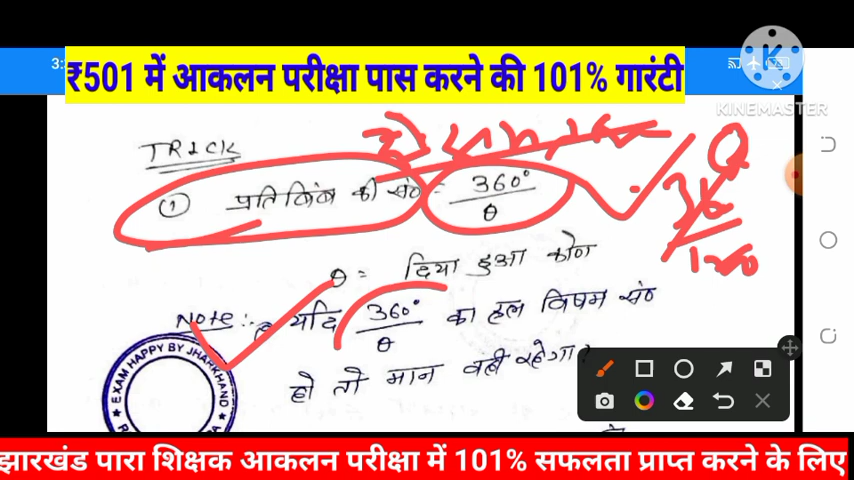 ₹501 में आकलन परीक्षा पास करने की 101% गारंटी
KINEMASTER
TRICK
① प्रतिबिंब की सं० = 360° / θ
θ = दिया हुआ कोण
Note:- यदि 360° / θ का हल विषम सं०
हो तो मान वही रहेगा
EXAM HAPPY BY JHARKHAND
झारखंड पारा शिक्षक आकलन परीक्षा में 101% सफलता प्राप्त करने के लिए